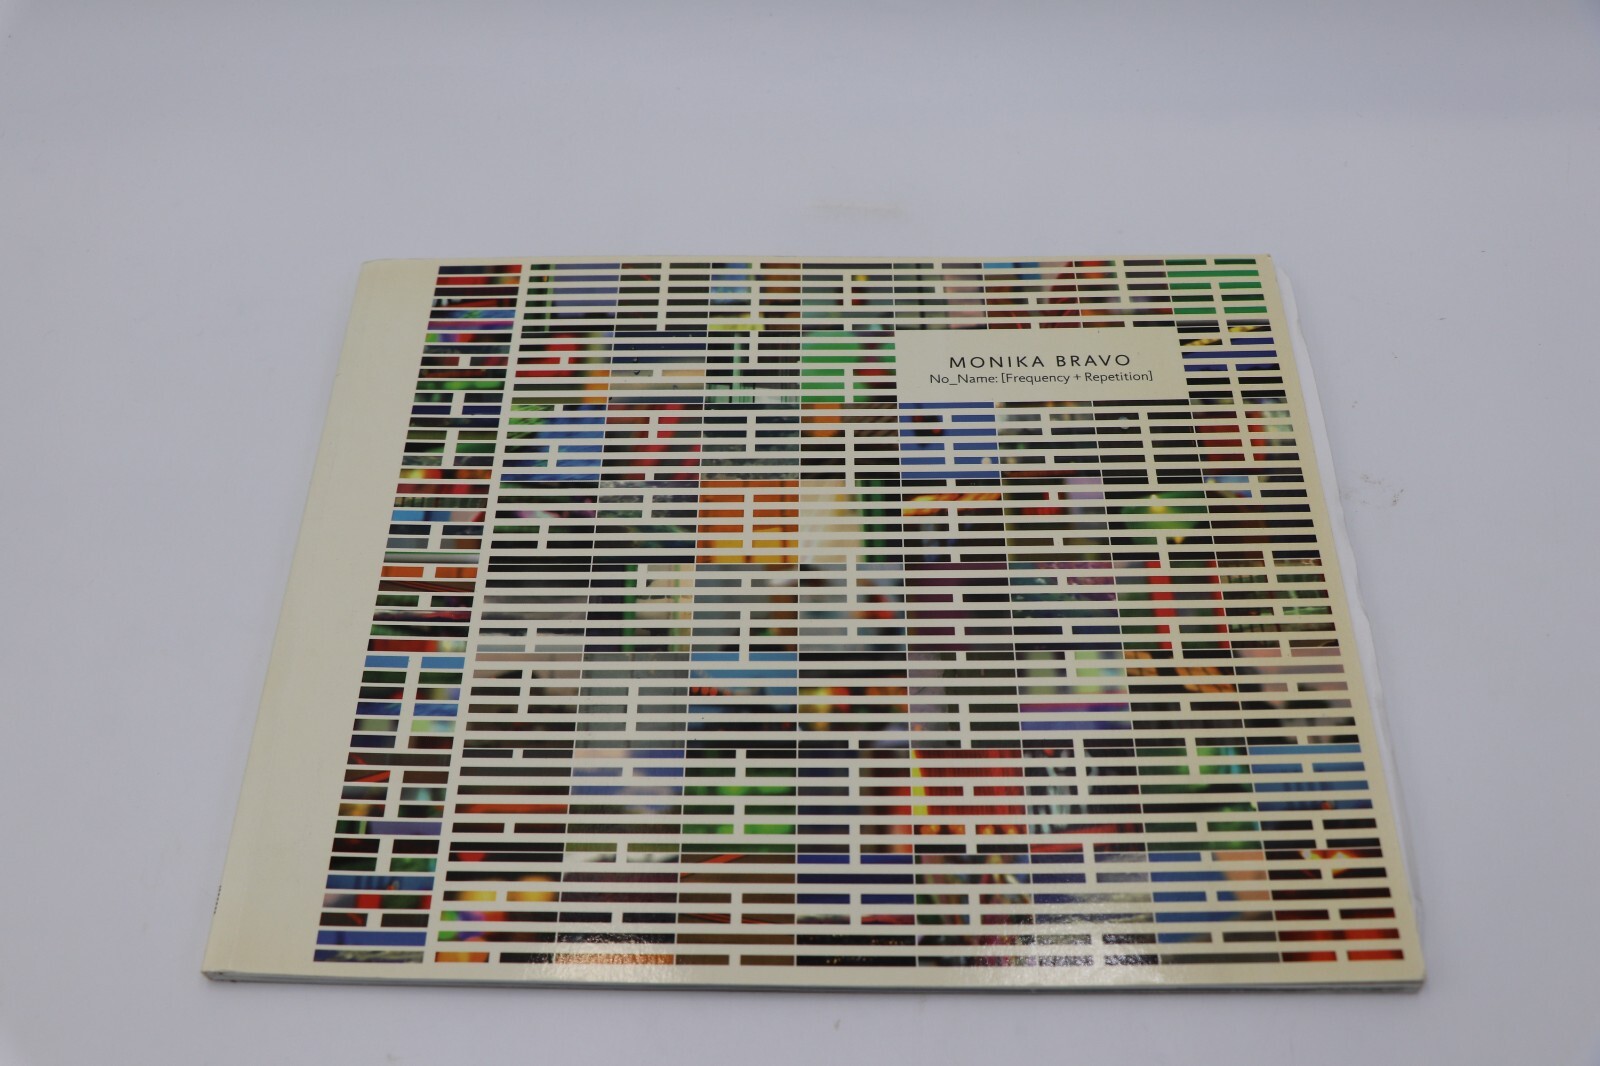 MONIKA BRAVO
No_Name: [Frequency + Repetition]